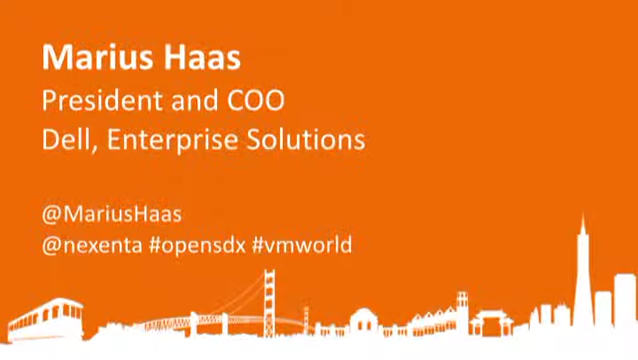 Marius Haas
President and COO
Dell, Enterprise Solutions
@MariusHaas
@nexenta #opensdx #vmworld